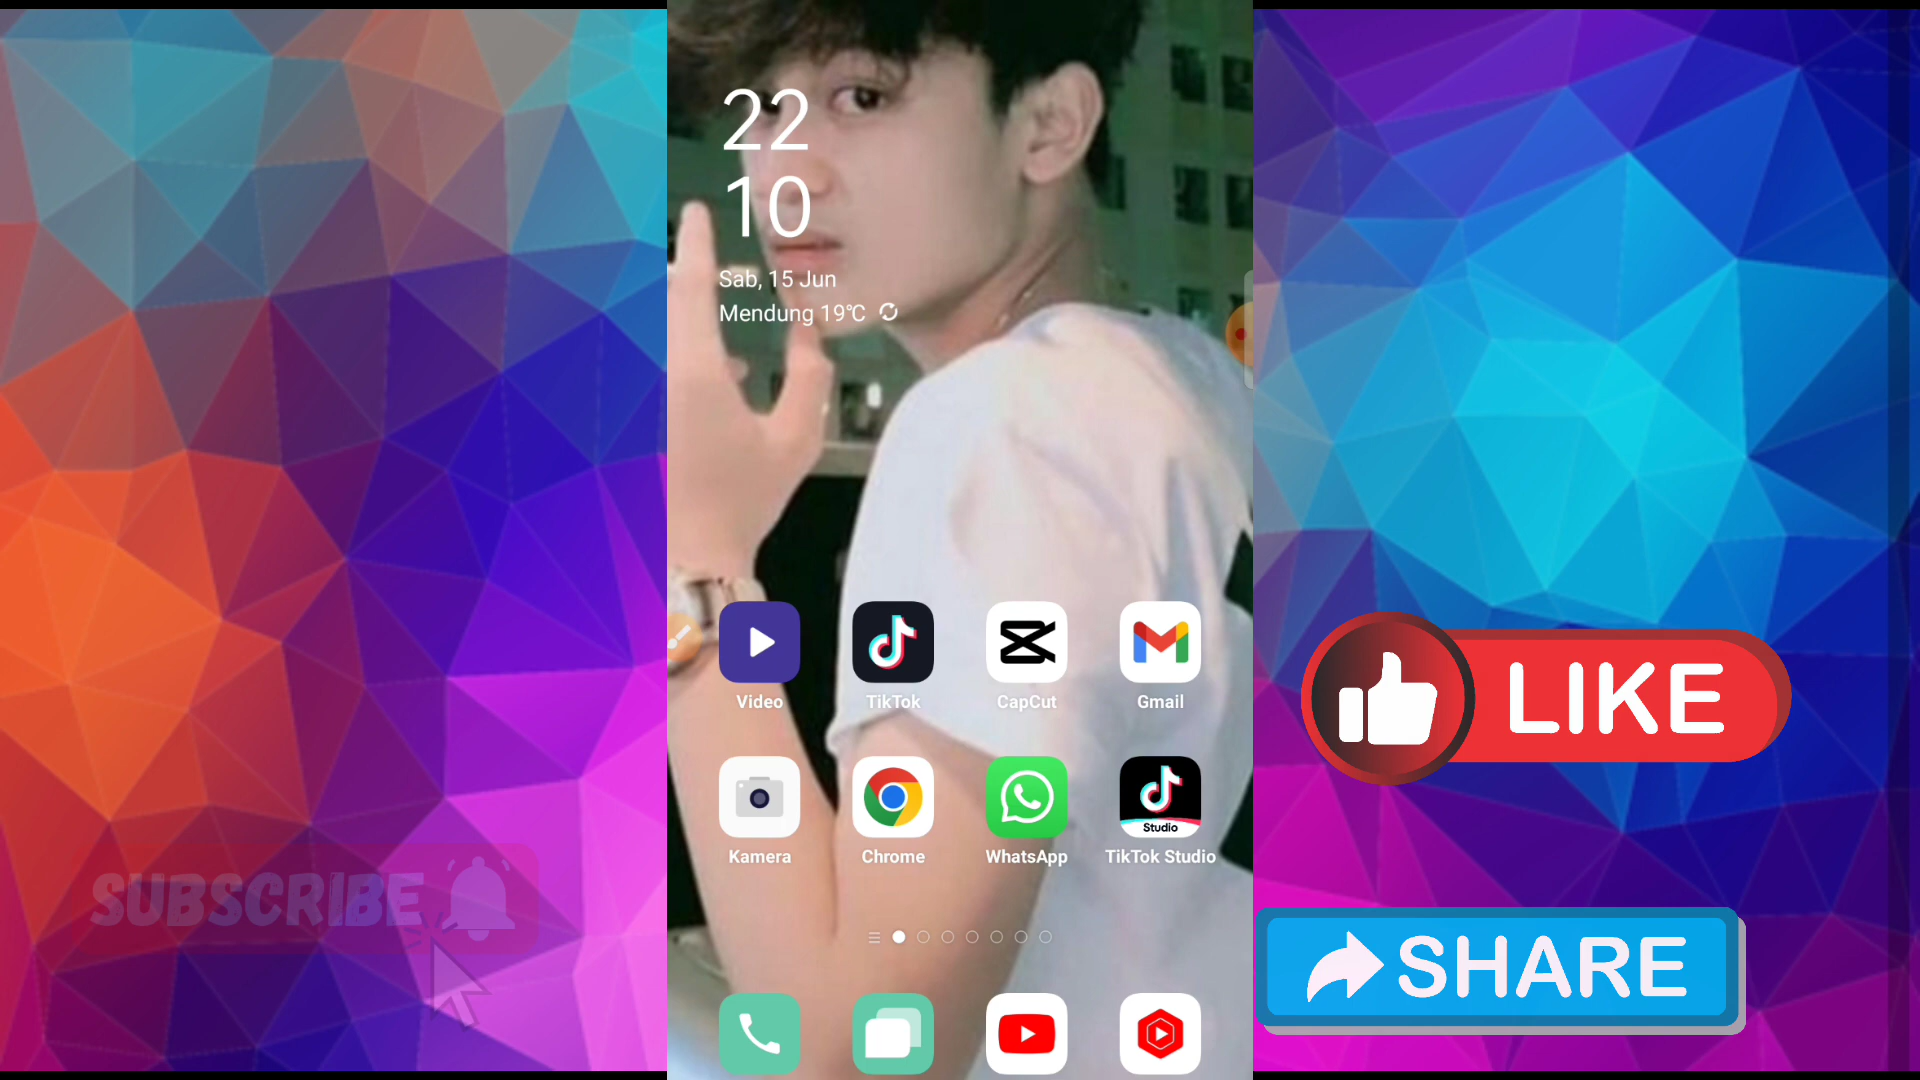 22
10
Sab, 15 Jun
Mendung 19℃
Video
TikTok
CapCut
Gmail
Kamera
Chrome
WhatsApp
Studio
TikTok Studio
SUBSCRIBE
LIKE
SHARE